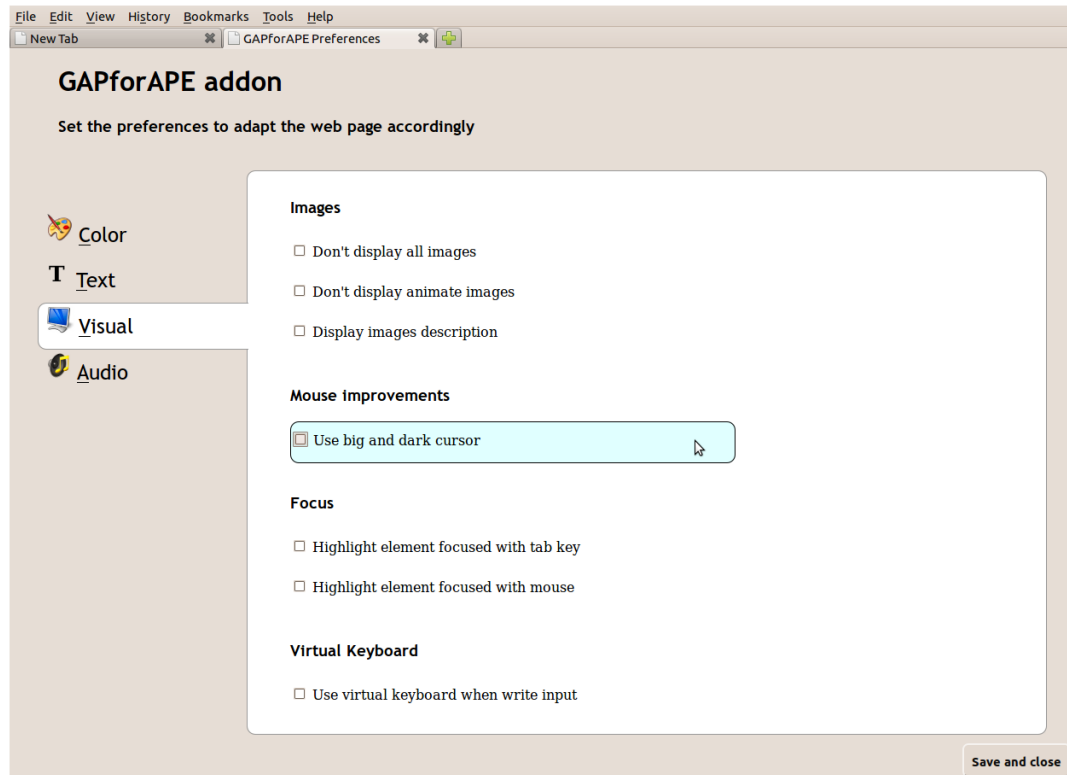 File Edit View History Bookmarks Tools Help
New Tab GAPforAPE Preferences
GAPforAPE addon
Set the preferences to adapt the web page accordingly
Color
Text
Visual
Audio
Images
Don't display all images
Don't display animate images
Display images description
Mouse improvements
Use big and dark cursor
Focus
Highlight element focused with tab key
Highlight element focused with mouse
Virtual Keyboard
Use virtual keyboard when write input
Save and close